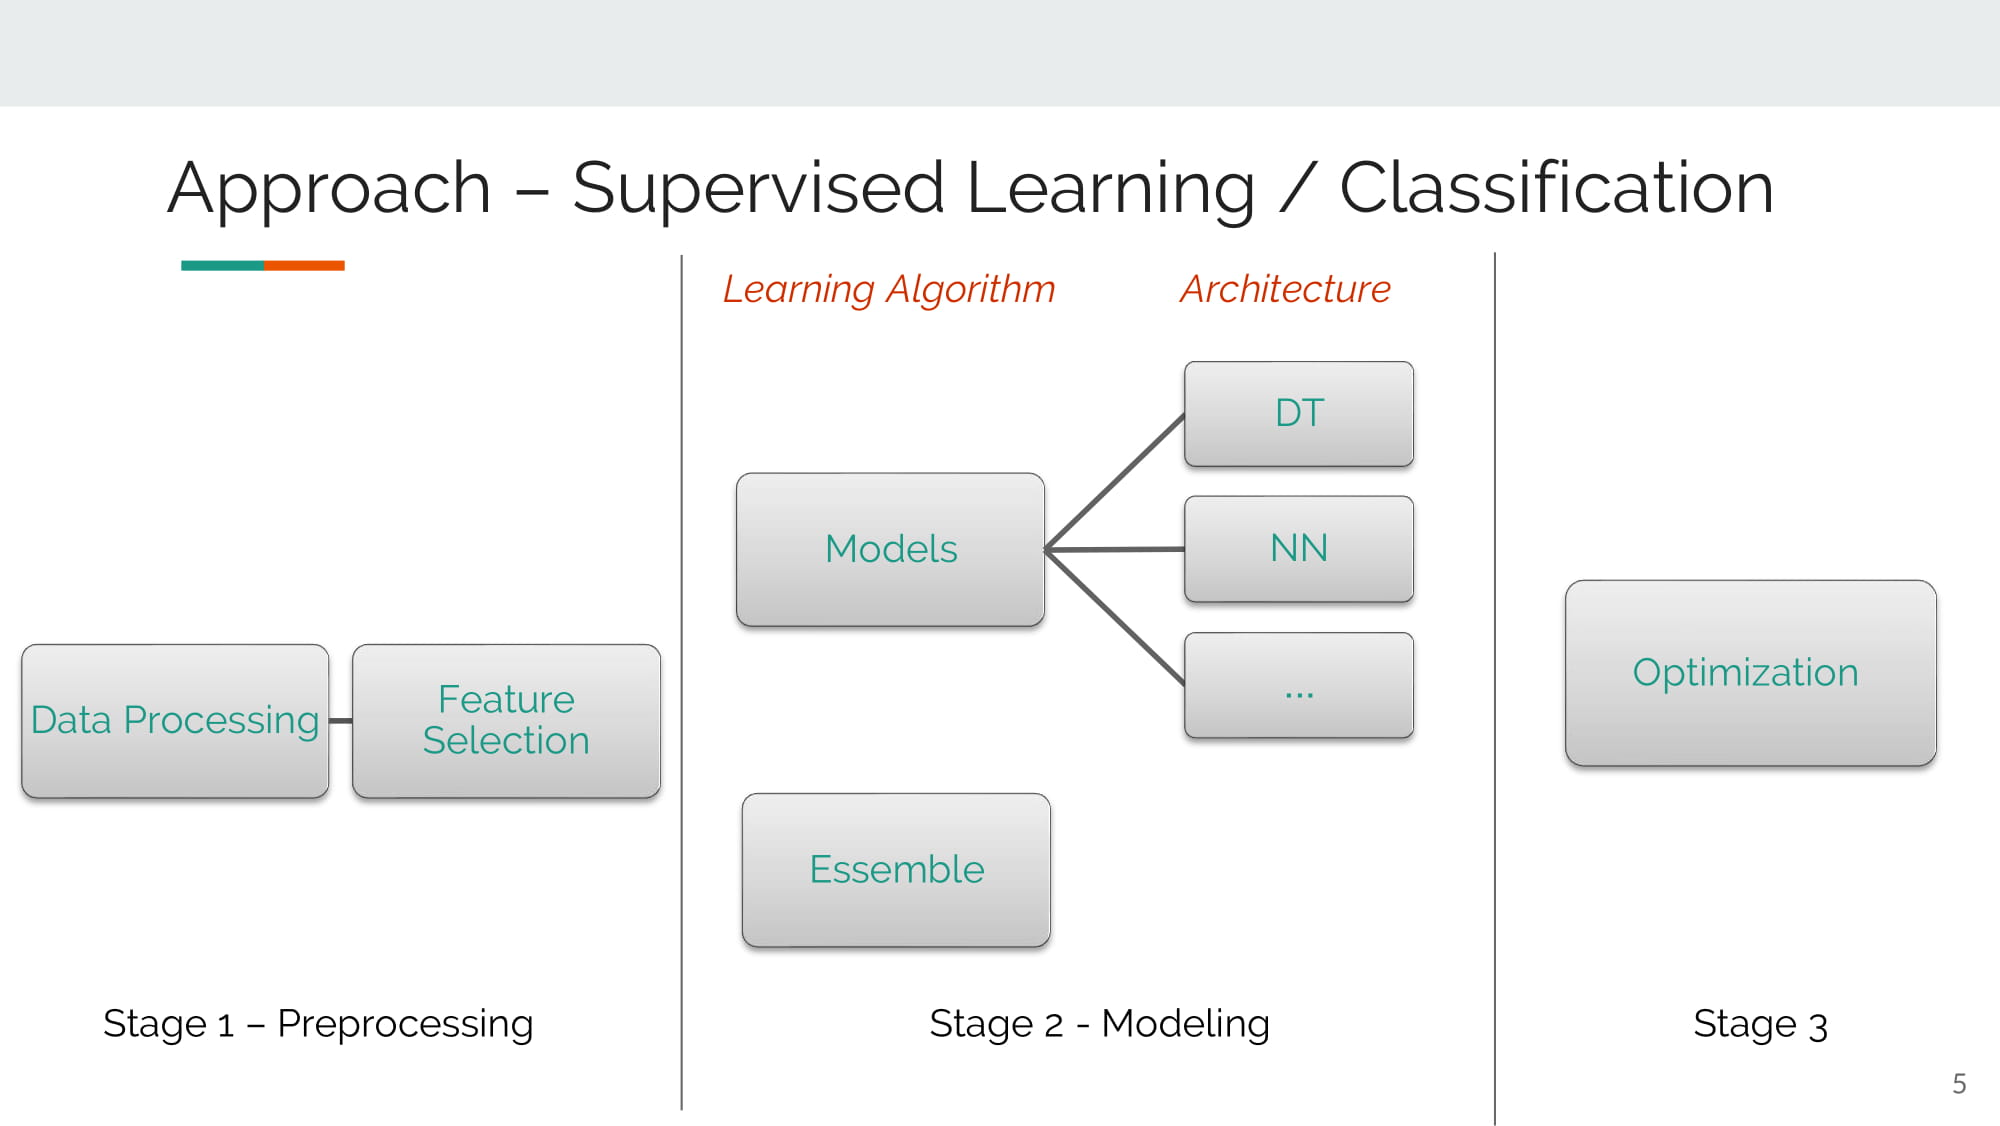 Approach – Supervised Learning / Classification
Learning Algorithm
Architecture
DT
Models
NN
...
Data Processing
Feature
Selection
Optimization
Essemble
Stage 1 – Preprocessing
Stage 2 - Modeling
Stage 3
5